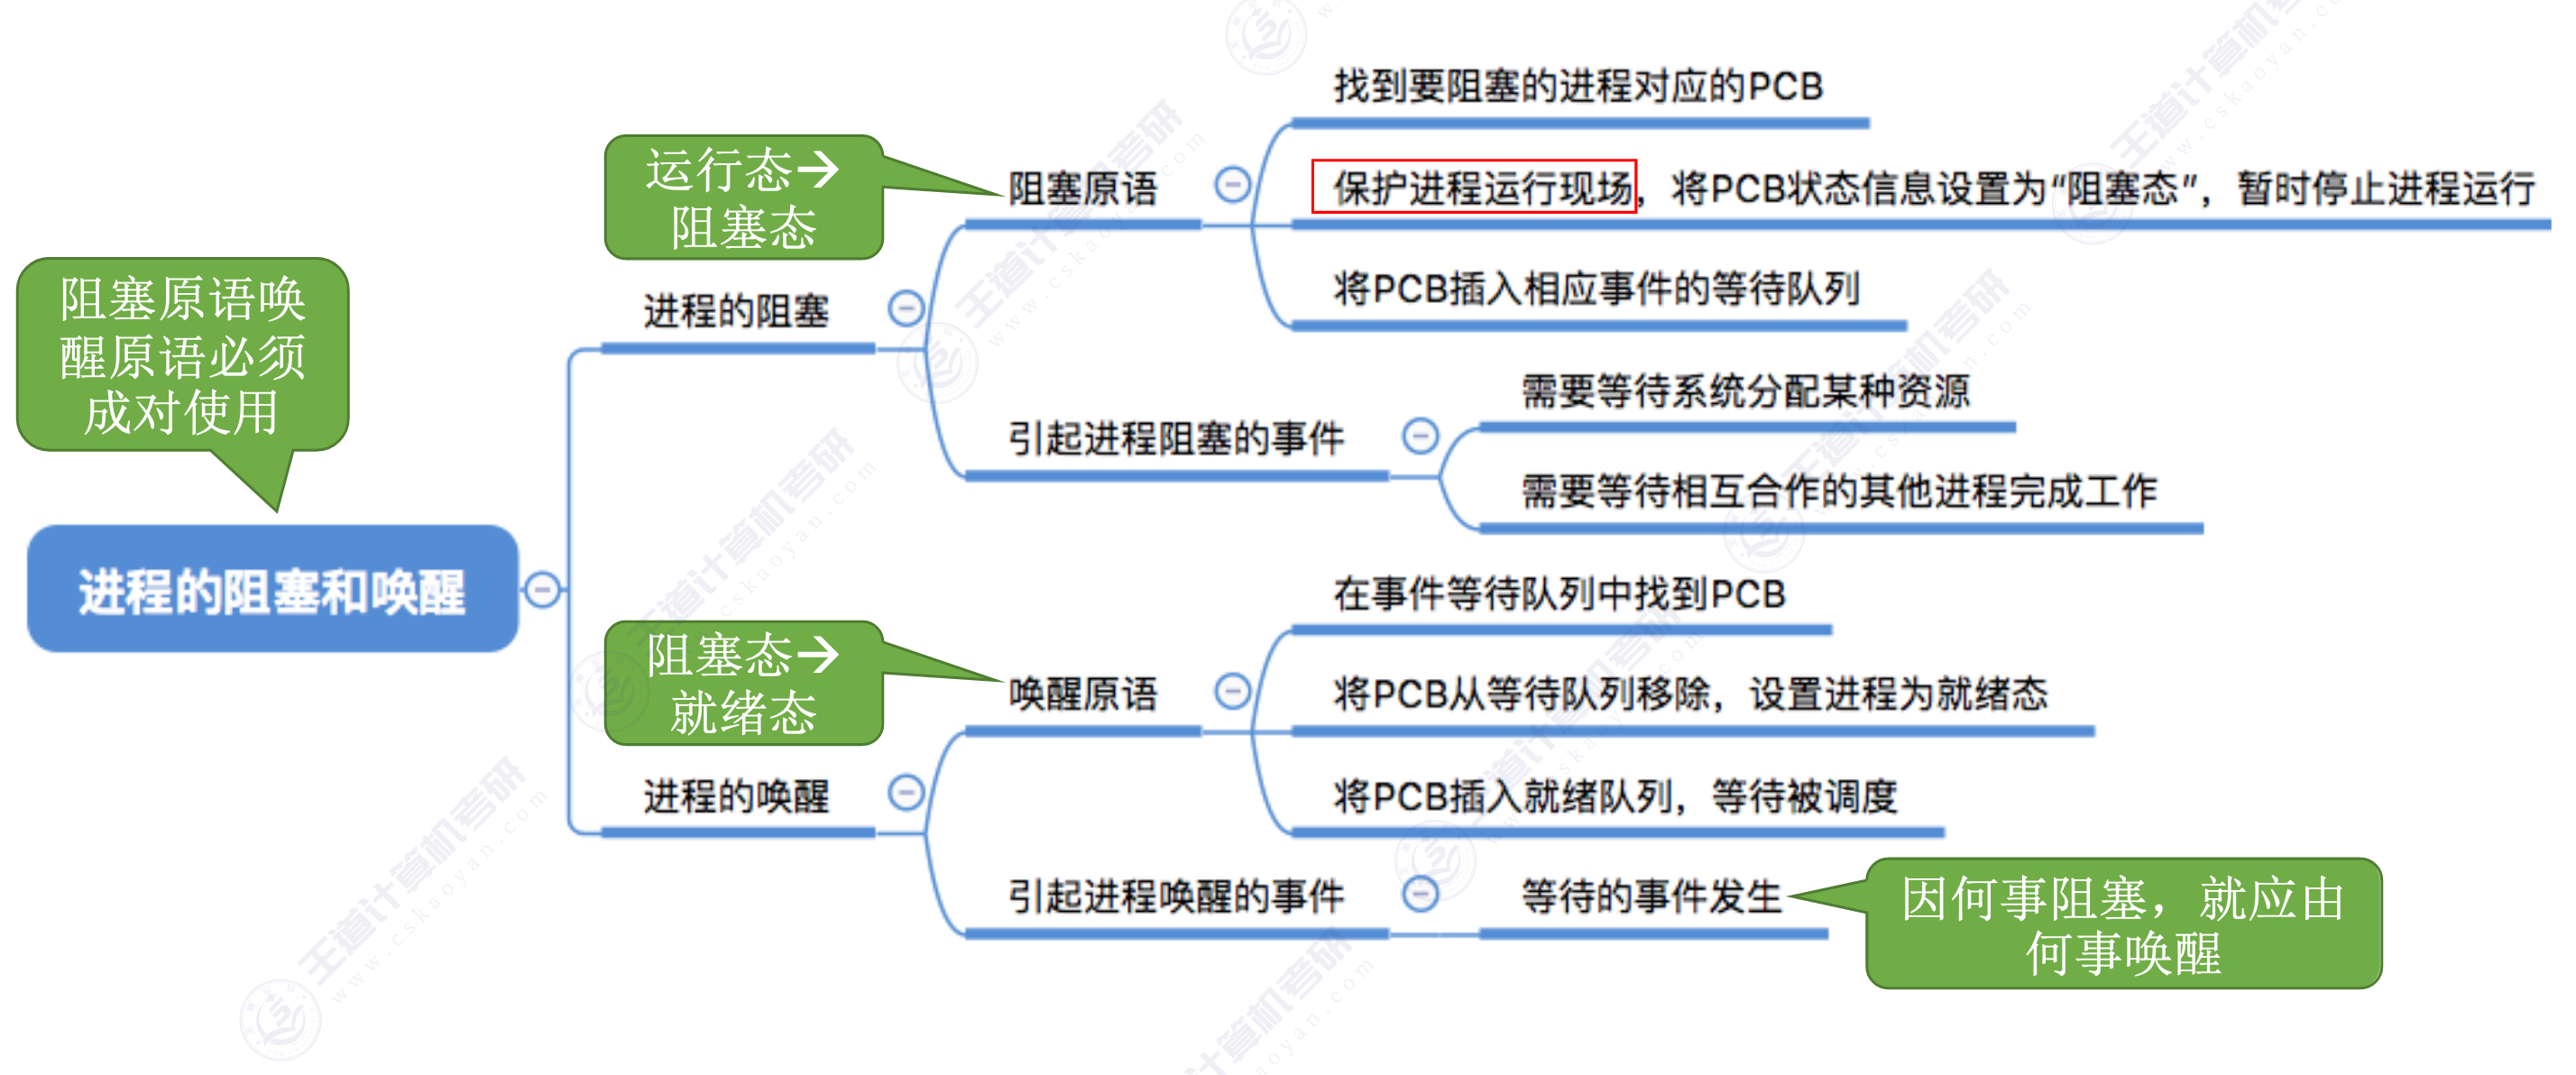 找到要阻塞的进程对应的PCB
运行态→
阻塞态
阻塞原语
保护进程运行现场，将PCB状态信息设置为“阻塞态”，暂时停止进程运行
将PCB插入相应事件的等待队列
进程的阻塞
阻塞原语唤
醒原语必须
成对使用
引起进程阻塞的事件
需要等待系统分配某种资源
需要等待相互合作的其他进程完成工作
进程的阻塞和唤醒
在事件等待队列中找到PCB
阻塞态→
就绪态
唤醒原语
将PCB从等待队列移除，设置进程为就绪态
将PCB插入就绪队列，等待被调度
进程的唤醒
引起进程唤醒的事件
等待的事件发生
因何事阻塞，就应由
何事唤醒
王道计算机考研
www.cskaoyan.com